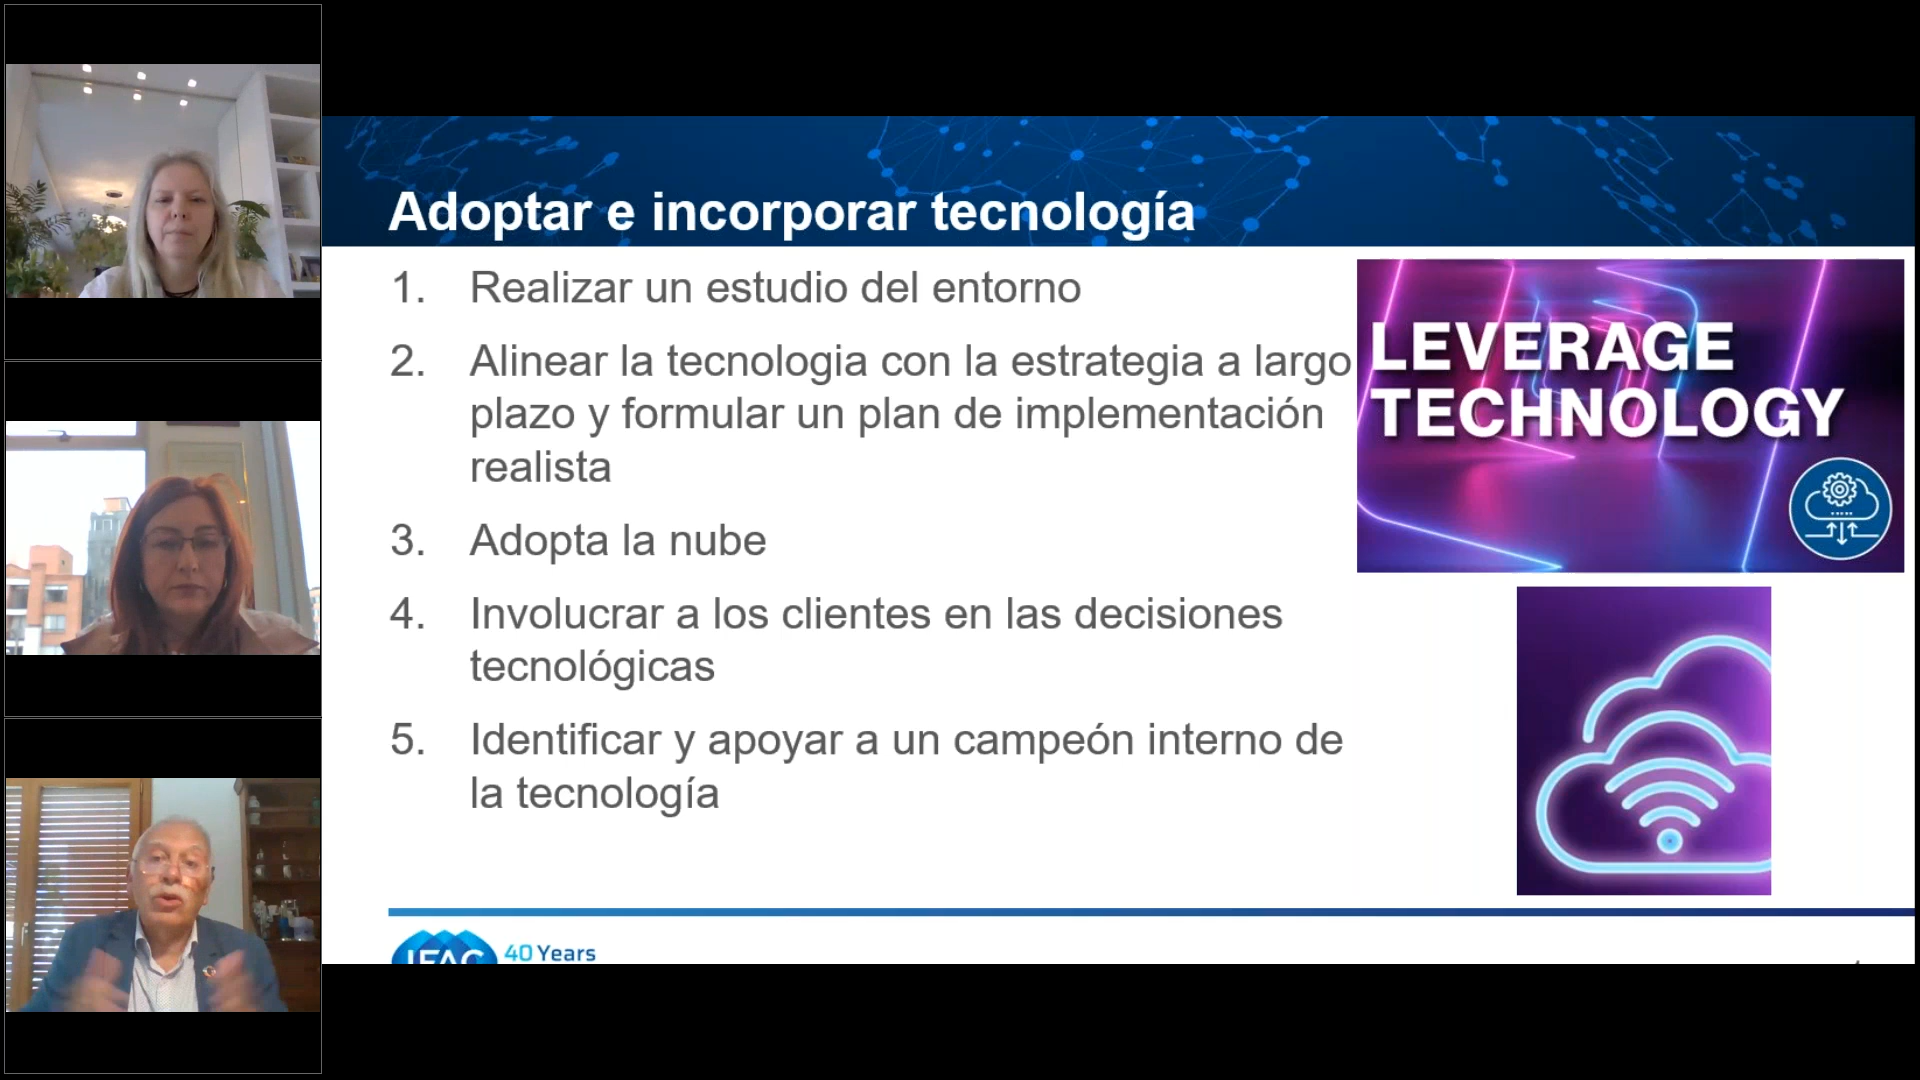 Adoptar e incorporar tecnología
1. Realizar un estudio del entorno
2. Alinear la tecnologia con la estrategia a largo
plazo y formular un plan de implementación
realista
3. Adopta la nube
4. Involucrar a los clientes en las decisiones
tecnológicas
5. Identificar y apoyar a un campeón interno de
la tecnología
LEVERAGE
TECHNOLOGY
IFAC 40 Years